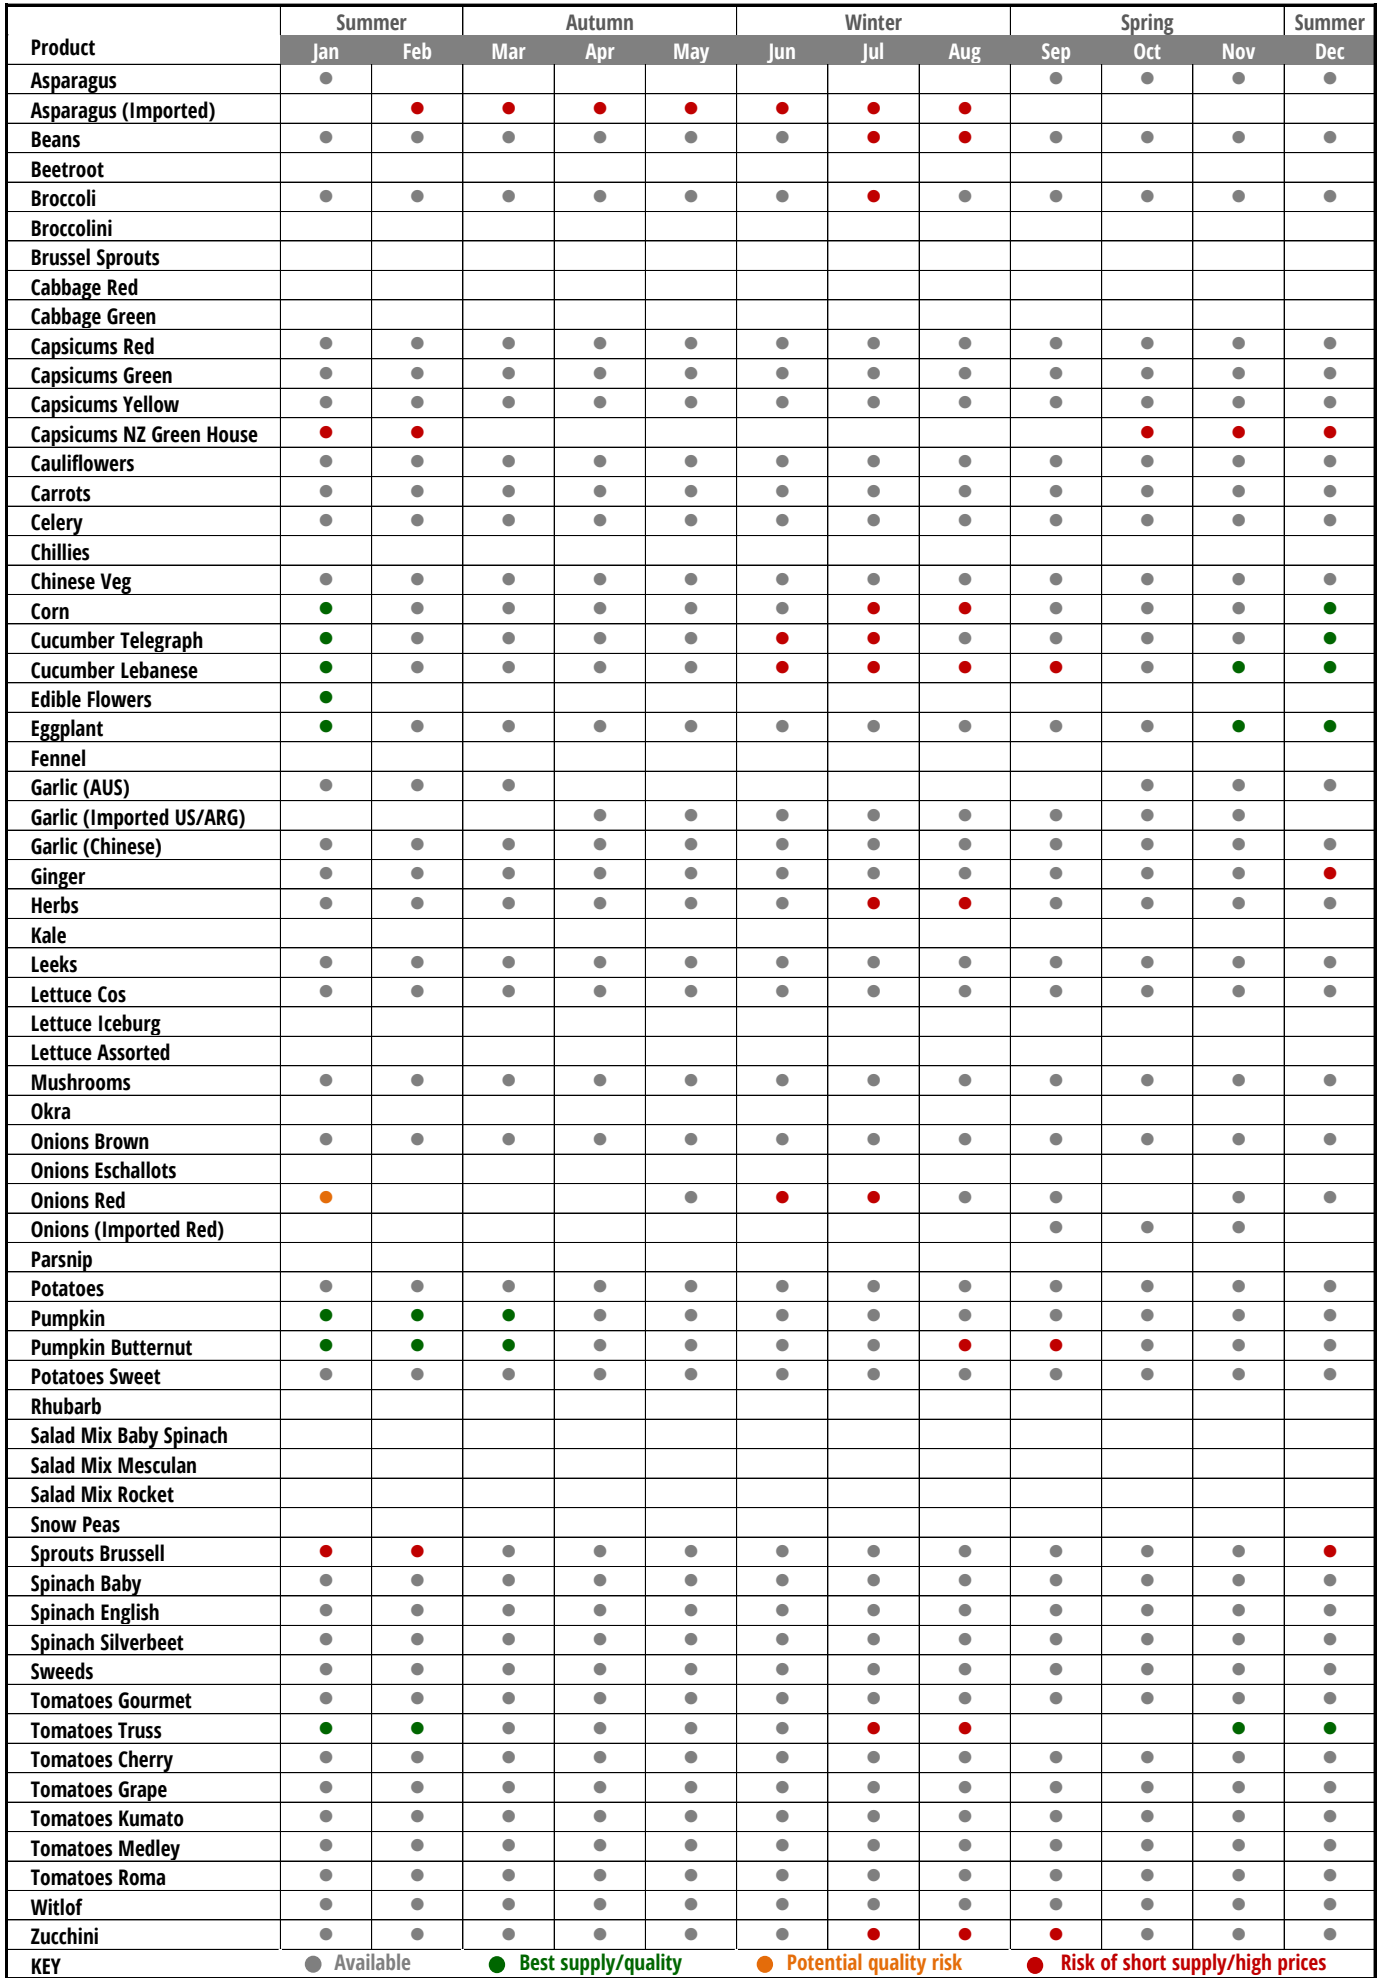 Summer Autumn Winter Spring Summer
Product Jan Feb Mar Apr May Jun Jul Aug Sep Oct Nov Dec
Asparagus
Asparagus (Imported)
Beans
Beetroot
Broccoli
Broccolini
Brussel Sprouts
Cabbage Red
Cabbage Green
Capsicums Red
Capsicums Green
Capsicums Yellow
Capsicums NZ Green House
Cauliflowers
Carrots
Celery
Chillies
Chinese Veg
Corn
Cucumber Telegraph
Cucumber Lebanese
Edible Flowers
Eggplant
Fennel
Garlic (AUS)
Garlic (Imported US/ARG)
Garlic (Chinese)
Ginger
Herbs
Kale
Leeks
Lettuce Cos
Lettuce Iceburg
Lettuce Assorted
Mushrooms
Okra
Onions Brown
Onions Eschallots
Onions Red
Onions (Imported Red)
Parsnip
Potatoes
Pumpkin
Pumpkin Butternut
Potatoes Sweet
Rhubarb
Salad Mix Baby Spinach
Salad Mix Mesculan
Salad Mix Rocket
Snow Peas
Sprouts Brussell
Spinach Baby
Spinach English
Spinach Silverbeet
Sweeds
Tomatoes Gourmet
Tomatoes Truss
Tomatoes Cherry
Tomatoes Grape
Tomatoes Kumato
Tomatoes Medley
Tomatoes Roma
Witlof
Zucchini
KEY Available Best supply/quality Potential quality risk Risk of short supply/high prices